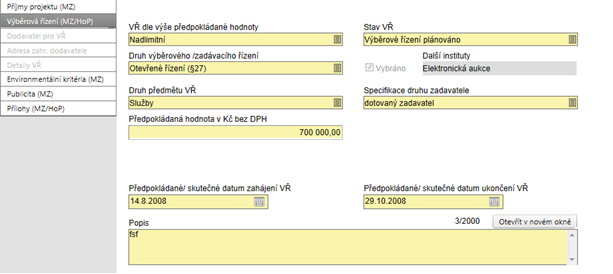 Příjmy projektu (MZ)
Výběrová řízení (MZ/HoP)
Dodavatel pro VŘ
Adresa zahr. dodavatele
Detaily VŘ
Environmentální kritéria (MZ)
Publicita (MZ)
Přílohy (MZ/HoP)
VŘ dle výše předpokládané hodnoty
Stav VŘ
Nadlimitní
Výběrové řízení plánováno
Druh výběrového /zadávacího řízení
Další instituty
Otevřené řízení (§27)
Vybráno
Elektronická aukce
Druh předmětu VŘ
Specifikace druhu zadavatele
Služby
dotovaný zadavatel
Předpokládaná hodnota v Kč bez DPH
700 000,00
Předpokládané/ skutečné datum zahájení VŘ
Předpokládané/ skutečné datum ukončení VŘ
14.8.2008
29.10.2008
Popis
3/2000
Otevřít v novém okně
fsf